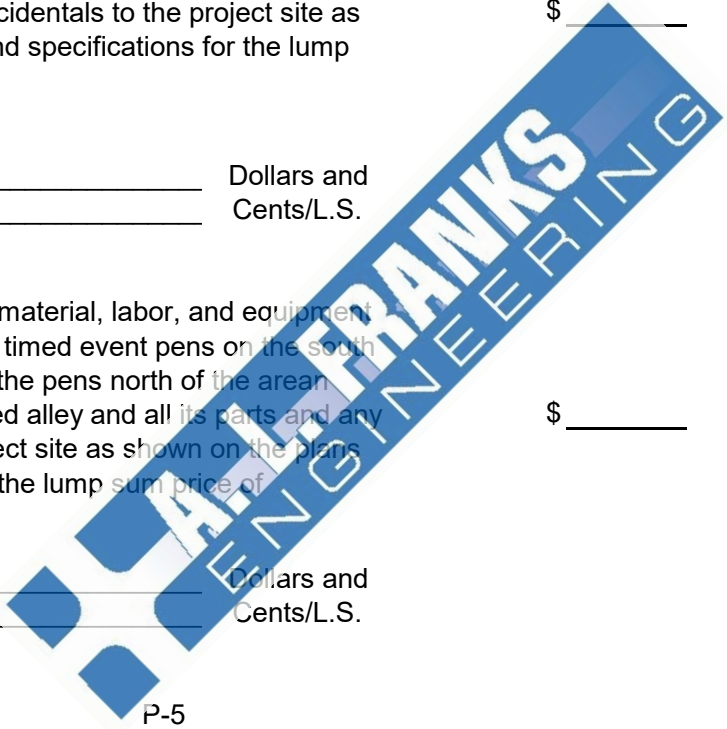 cidentals to the project site as
$
nd specifications for the lump
Dollars and
Cents/L.S.
material, labor, and equipment
timed event pens on the south
the pens north of the arean
ed alley and all its parts and any
$
ect site as shown on the plans
the lump sum price of
Dollars and
Cents/L.S.
P-5
A.L.FRANKS
ENGINEERING